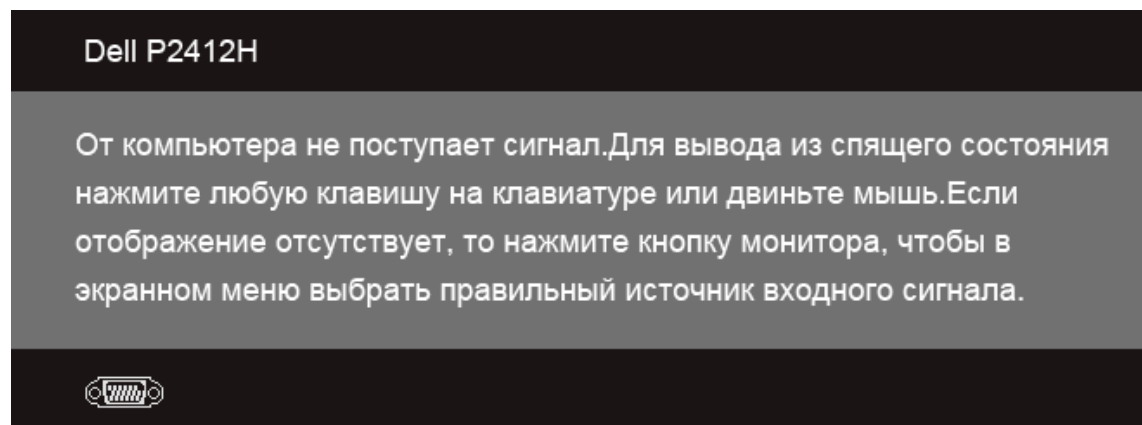 Dell P2412H
От компьютера не поступает сигнал.Для вывода из спящего состояния
нажмите любую клавишу на клавиатуре или двиньте мышь.Если
отображение отсутствует, то нажмите кнопку монитора, чтобы в
экранном меню выбрать правильный источник входного сигнала.